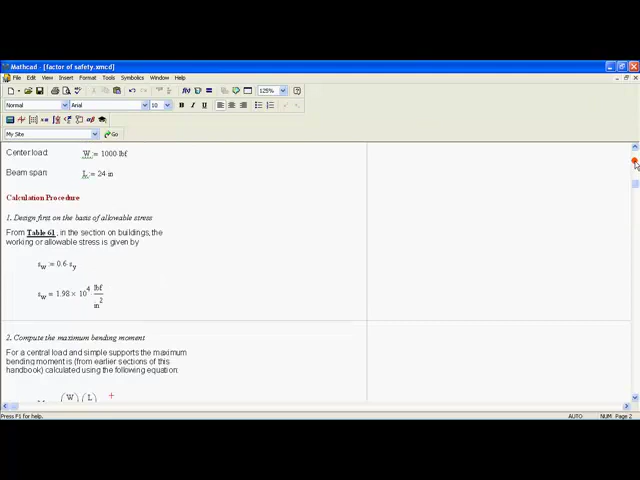 Mathcad - [factor of safety.xmcd]
File Edit View Insert Format Tools Symbolics Window Help
125%
Normal Arial 10 B I U
My Site Go
Center load: W := 1000 lbf
Beam span: L := 24 in
Calculation Procedure
1. Design first on the basis of allowable stress
From Table 61, in the section on buildings, the
working or allowable stress is given by
s_w := 0.6·s_y
s_w = 1.98 × 10^4 lbf/in^2
2. Compute the maximum bending moment
For a central load and simple supports the maximum
bending moment is (from earlier sections of this
handbook) calculated using the following equation:
(W) (L)
Press F1 for help. AUTO NUM Page 2